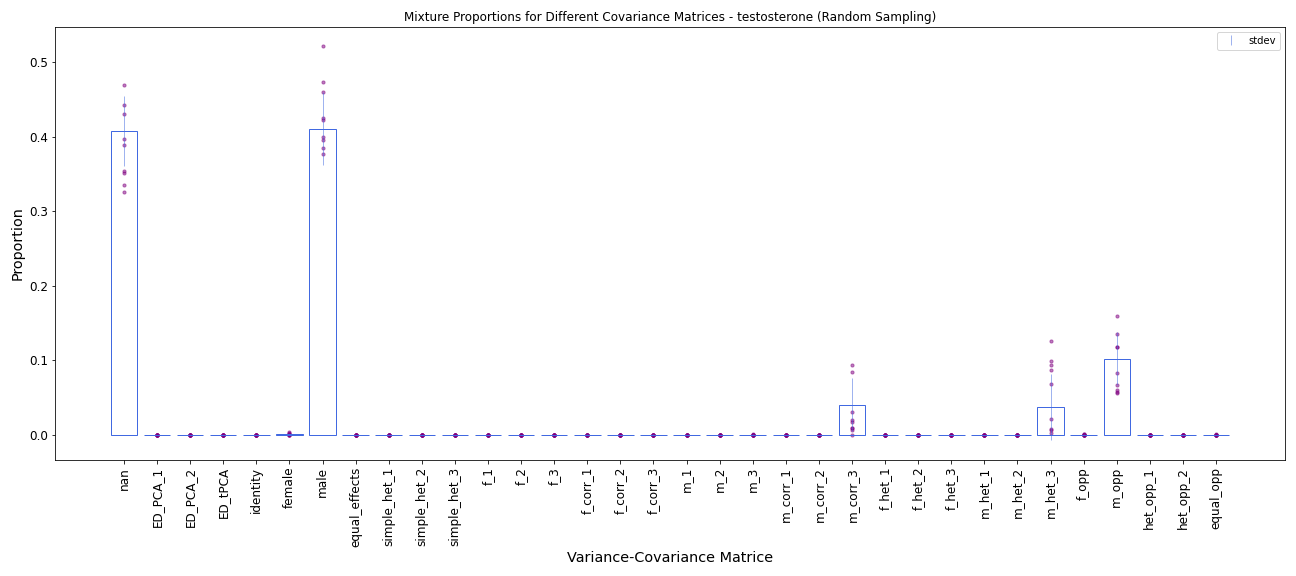 Mixture Proportions for Different Covariance Matrices - testosterone (Random Sampling)
stdev
Proportion
0.5
0.4
0.3
0.2
0.1
0.0
nan
ED_PCA_1
ED_PCA_2
ED_tPCA
identity
female
male
equal_effects
simple_het_1
simple_het_2
simple_het_3
f_1
f_2
f_3
f_corr_1
f_corr_2
f_corr_3
m_1
m_2
m_3
m_corr_1
m_corr_2
m_corr_3
f_het_1
f_het_2
f_het_3
m_het_1
m_het_2
m_het_3
f_opp
m_opp
het_opp_1
het_opp_2
equal_opp
Variance-Covariance Matrice